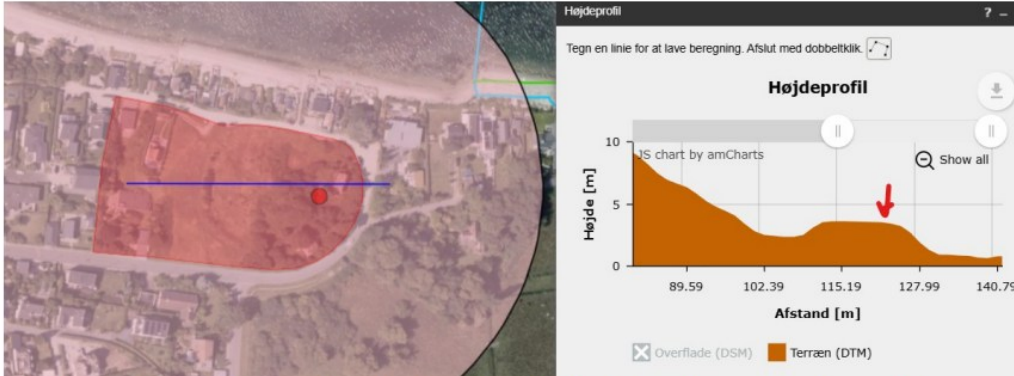 Højdeprofil ? –
Tegn en linie for at lave beregning. Afslut med dobbeltklik.
Højdeprofil
JS chart by amCharts
Show all
Højde [m]
10
5
0
89.59 102.39 115.19 127.99 140.79
Afstand [m]
Overflade (DSM) Terræn (DTM)